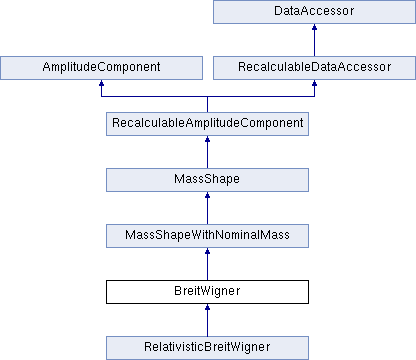 DataAccessor
AmplitudeComponent
RecalculableDataAccessor
RecalculableAmplitudeComponent
MassShape
MassShapeWithNominalMass
BreitWigner
RelativisticBreitWigner